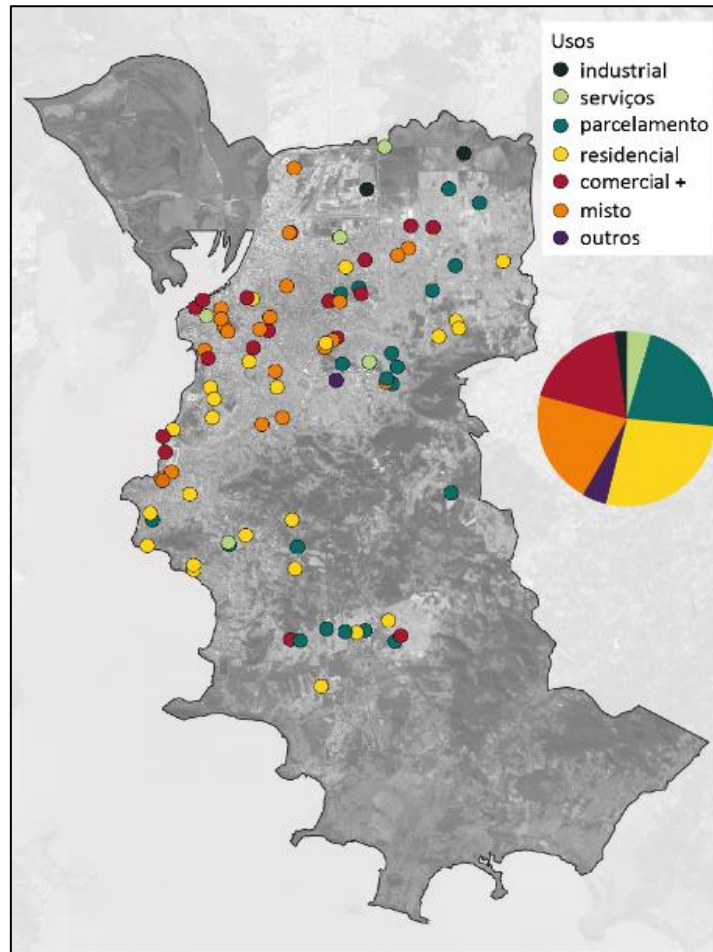 Usos
industrial
serviços
parcelamento
residencial
comercial +
misto
outros